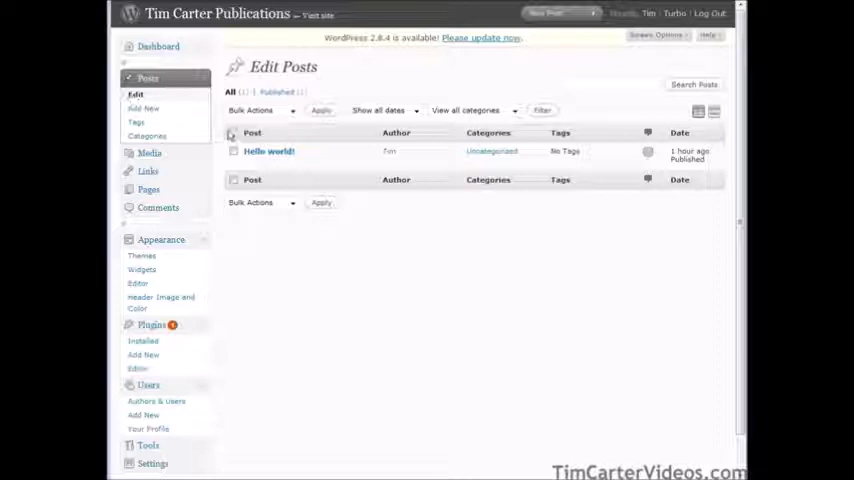 Tim Carter Publications — Visit site
New Post
Tim | Turbo | Log Out
WordPress 2.8.4 is available! Please update now.
Screen Options
Help
Dashboard
Posts
Edit
Add New
Tags
Categories
Media
Links
Pages
Comments
Appearance
Themes
Widgets
Editor
Header Image and
Color
Plugins 1
Installed
Add New
Editor
Users
Authors & Users
Add New
Your Profile
Tools
Settings
Edit Posts
Search Posts
All (1) | Published (1)
Bulk Actions Apply Show all dates View all categories Filter
Post Author Categories Tags Date
Hello world! Tim Uncategorized No Tags 1 hour ago
Published
Post Author Categories Tags Date
Bulk Actions Apply
TimCarterVideos.com